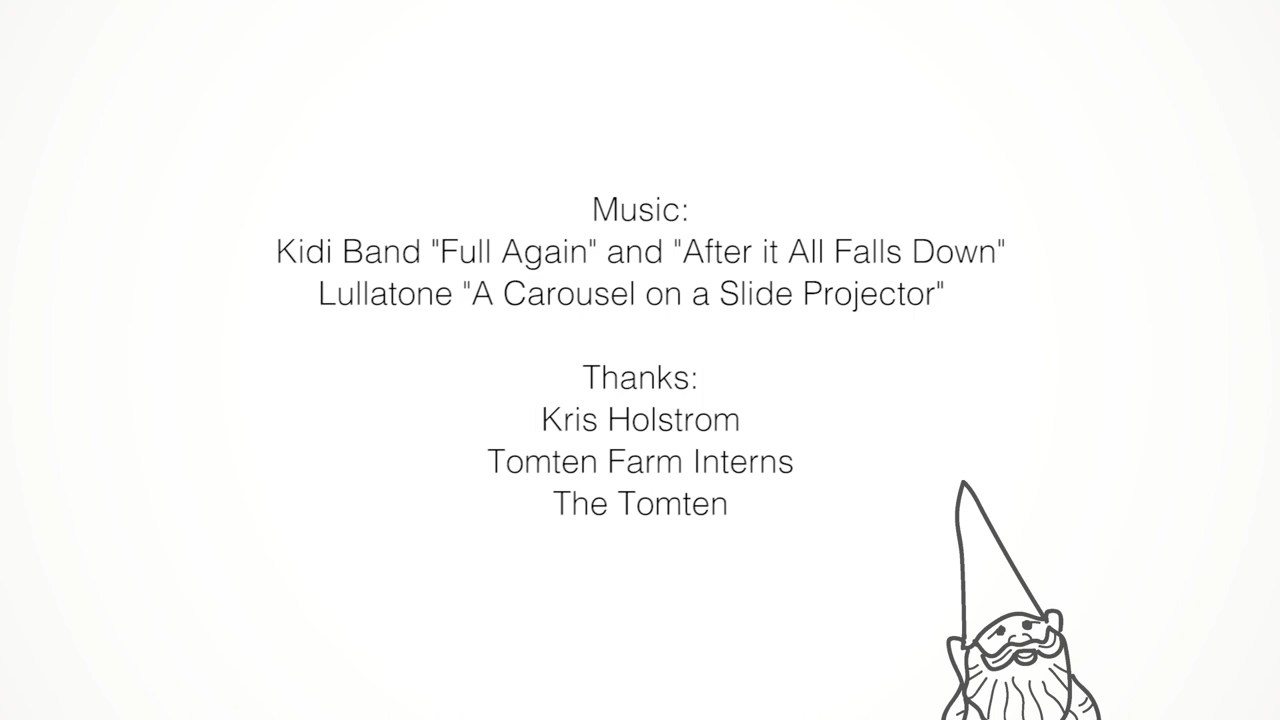 Music:
Kidi Band "Full Again" and "After it All Falls Down"
Lullatone "A Carousel on a Slide Projector"
Thanks:
Kris Holstrom
Tomten Farm Interns
The Tomten